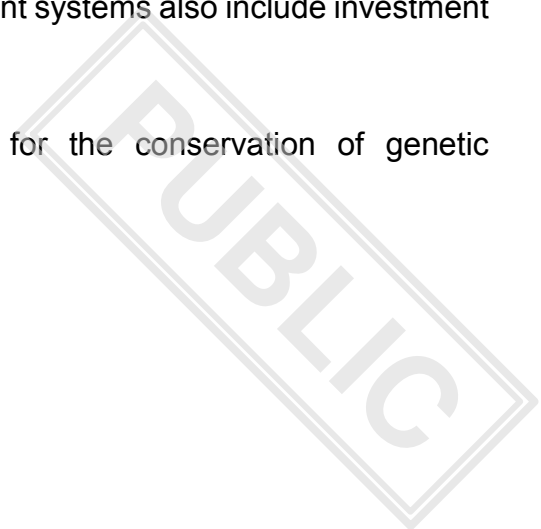 nt systems also include investment
for the conservation of genetic
PUBLIC